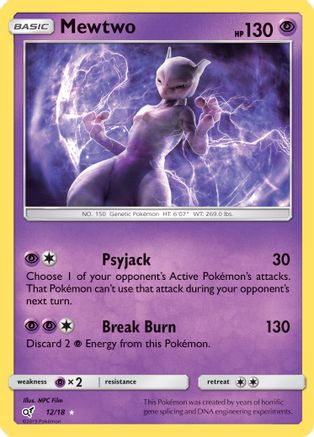 BASIC Mewtwo HP 130
NO. 150 Genetic Pokémon HT: 6'07" WT: 269.0 lbs.
Psyjack 30
Choose 1 of your opponent's Active Pokémon's attacks.
That Pokémon can't use that attack during your opponent's
next turn.
Break Burn 130
Discard 2 Energy from this Pokémon.
weakness ×2 resistance retreat
Illus. MPC Film
12/18 ★
©2019 Pokémon
This Pokémon was created by years of horrific
gene splicing and DNA engineering experiments.